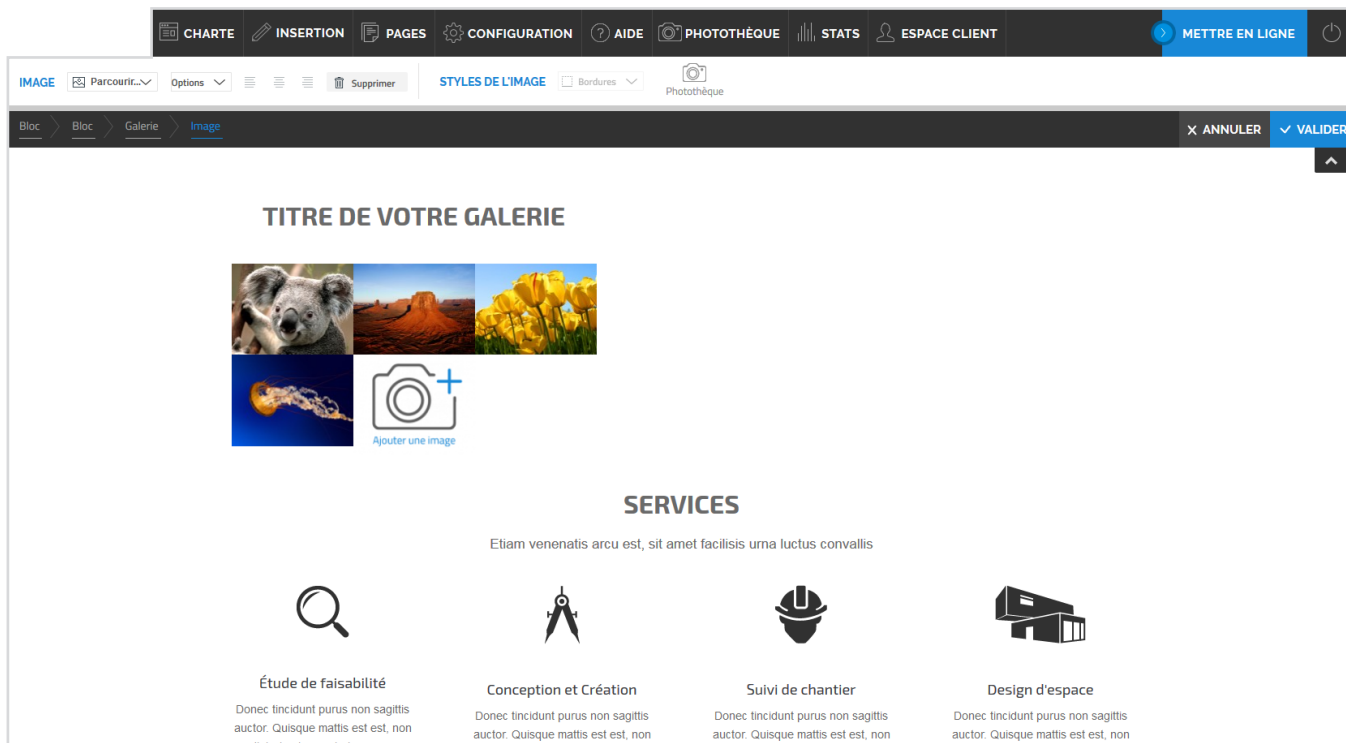 CHARTE INSERTION PAGES CONFIGURATION AIDE PHOTOTHÈQUE STATS ESPACE CLIENT METTRE EN LIGNE
IMAGE Parcourir... Options Supprimer STYLES DE L'IMAGE Bordures Photothèque
Bloc Bloc Galerie Image X ANNULER VALIDER
TITRE DE VOTRE GALERIE
Ajouter une image
SERVICES
Etiam venenatis arcu est, sit amet facilisis urna luctus convallis
Étude de faisabilité
Donec tincidunt purus non sagittis
auctor. Quisque mattis est est, non
Conception et Création
Donec tincidunt purus non sagittis
auctor. Quisque mattis est est, non
Suivi de chantier
Donec tincidunt purus non sagittis
auctor. Quisque mattis est est, non
Design d'espace
Donec tincidunt purus non sagittis
auctor. Quisque mattis est est, non